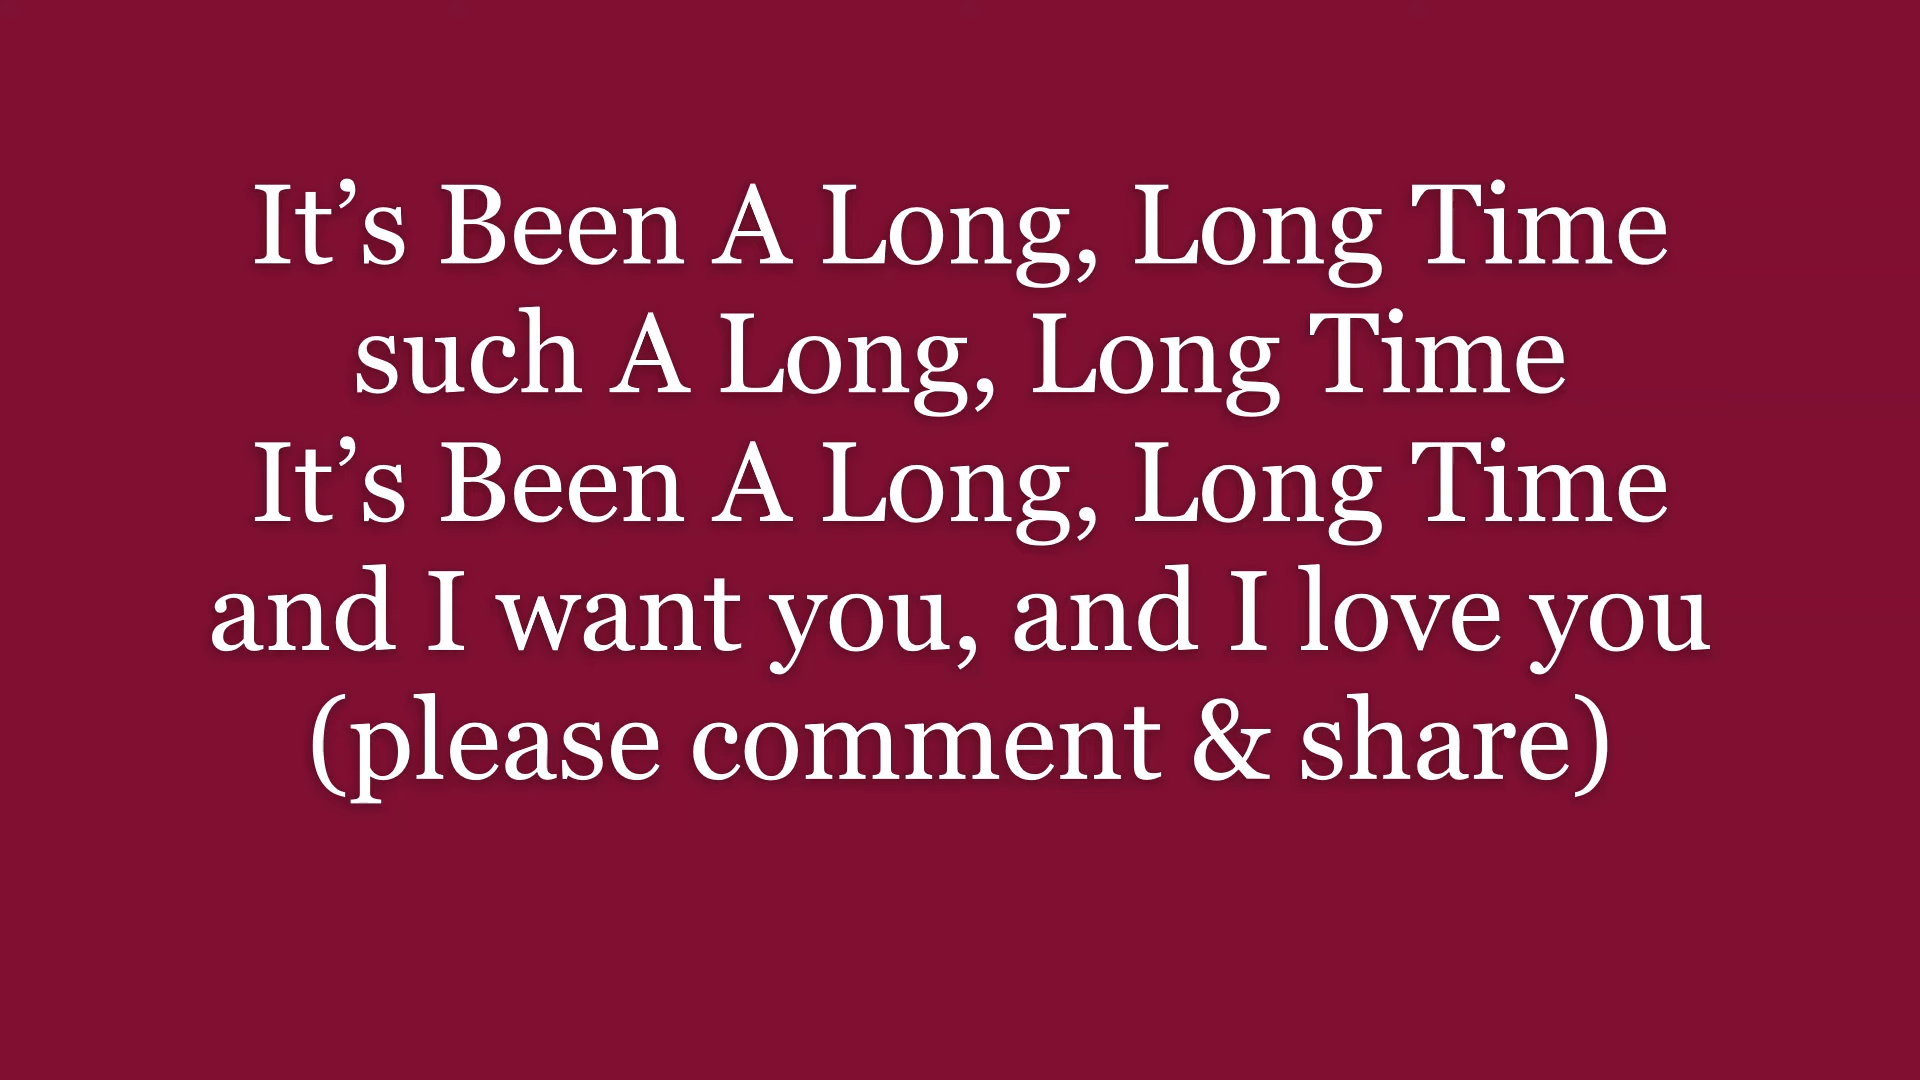 It’s Been A Long, Long Time
such A Long, Long Time
It’s Been A Long, Long Time
and I want you, and I love you
(please comment & share)